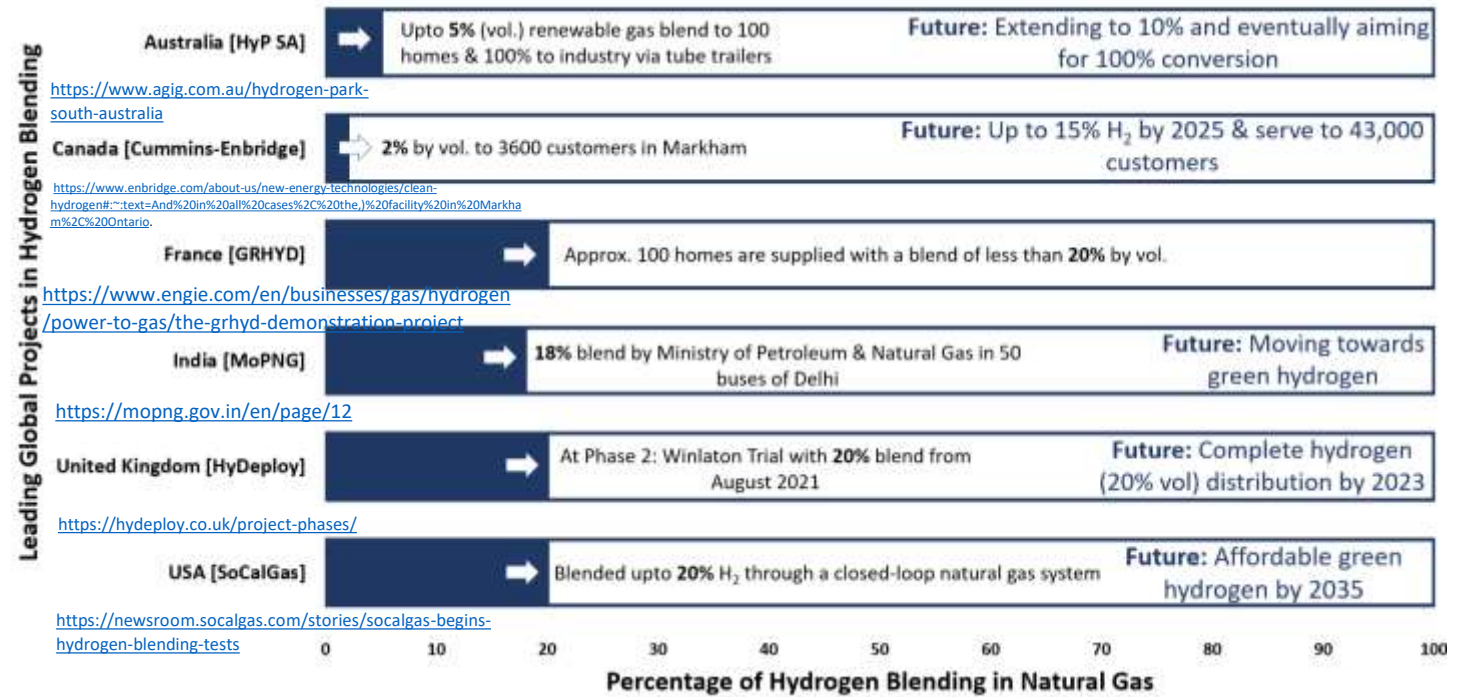 Leading Global Projects in Hydrogen Blending
Australia [HyP SA]
Upto 5% (vol.) renewable gas blend to 100
homes & 100% to industry via tube trailers
Future: Extending to 10% and eventually aiming
for 100% conversion
https://www.agig.com.au/hydrogen-park-
south-australia
Canada [Cummins-Enbridge]
2% by vol. to 3600 customers in Markham
Future: Up to 15% H₂ by 2025 & serve to 43,000
customers
https://www.enbridge.com/about-us/new-energy-technologies/clean-
hydrogen#:~:text=And%20in%20all%20cases%2C%20the,)%20facility%20in%20Markha
m%2C%20Ontario.
France [GRHYD]
Approx. 100 homes are supplied with a blend of less than 20% by vol.
https://www.engie.com/en/businesses/gas/hydrogen
/power-to-gas/the-grhyd-demonstration-project
India [MoPNG]
18% blend by Ministry of Petroleum & Natural Gas in 50
buses of Delhi
Future: Moving towards
green hydrogen
https://mopng.gov.in/en/page/12
United Kingdom [HyDeploy]
At Phase 2: Winlaton Trial with 20% blend from
August 2021
Future: Complete hydrogen
(20% vol) distribution by 2023
https://hydeploy.co.uk/project-phases/
USA [SoCalGas]
Blended upto 20% H₂ through a closed-loop natural gas system
Future: Affordable green
hydrogen by 2035
https://newsroom.socalgas.com/stories/socalgas-begins-
hydrogen-blending-tests
0 10 20 30 40 50 60 70 80 90 100
Percentage of Hydrogen Blending in Natural Gas